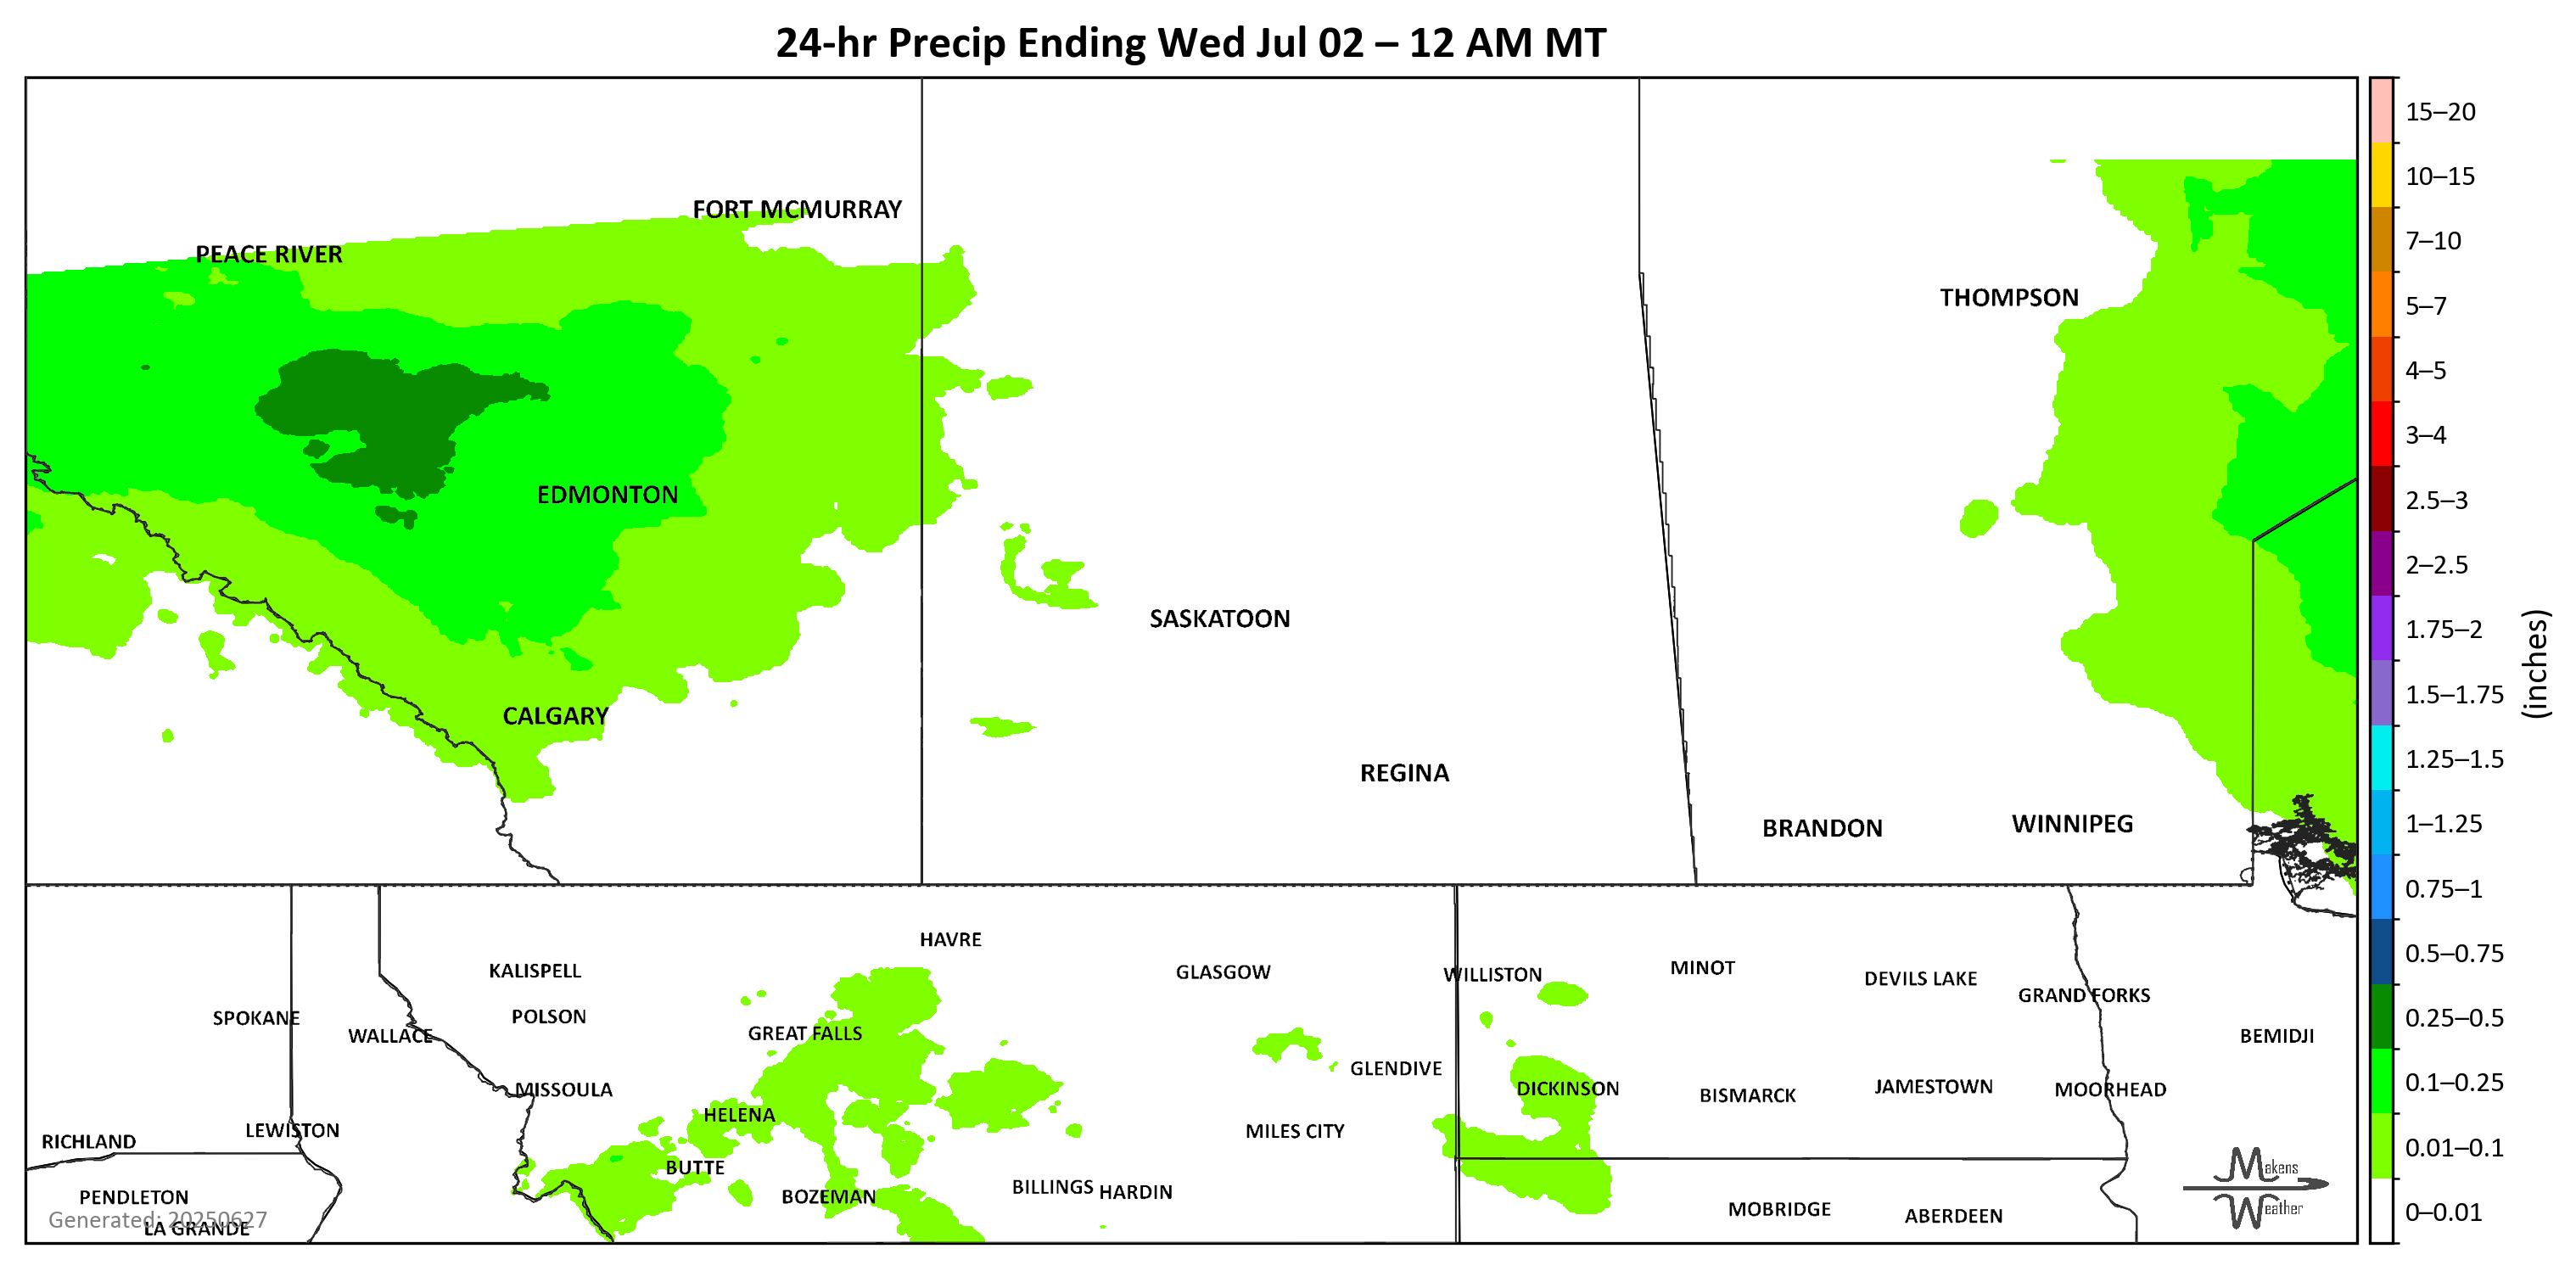 24-hr Precip Ending Wed Jul 02 – 12 AM MT
FORT MCMURRAY
PEACE RIVER
THOMPSON
EDMONTON
SASKATOON
CALGARY
REGINA
BRANDON
WINNIPEG
HAVRE
KALISPELL
GLASGOW
WILLISTON
MINOT
DEVILS LAKE
GRAND FORKS
SPOKANE
POLSON
WALLACE
GREAT FALLS
BEMIDJI
GLENDIVE
MISSOULA
DICKINSON
BISMARCK
JAMESTOWN
MOORHEAD
HELENA
LEWISTON
RICHLAND
MILES CITY
BUTTE
PENDLETON
BOZEMAN
BILLINGS
HARDIN
MOBRIDGE
ABERDEEN
Generated: 20250627
LA GRANDE
Makens
Weather
15–20
10–15
7–10
5–7
4–5
3–4
2.5–3
2–2.5
1.75–2
1.5–1.75
1.25–1.5
1–1.25
0.75–1
0.5–0.75
0.25–0.5
0.1–0.25
0.01–0.1
0–0.01
(inches)